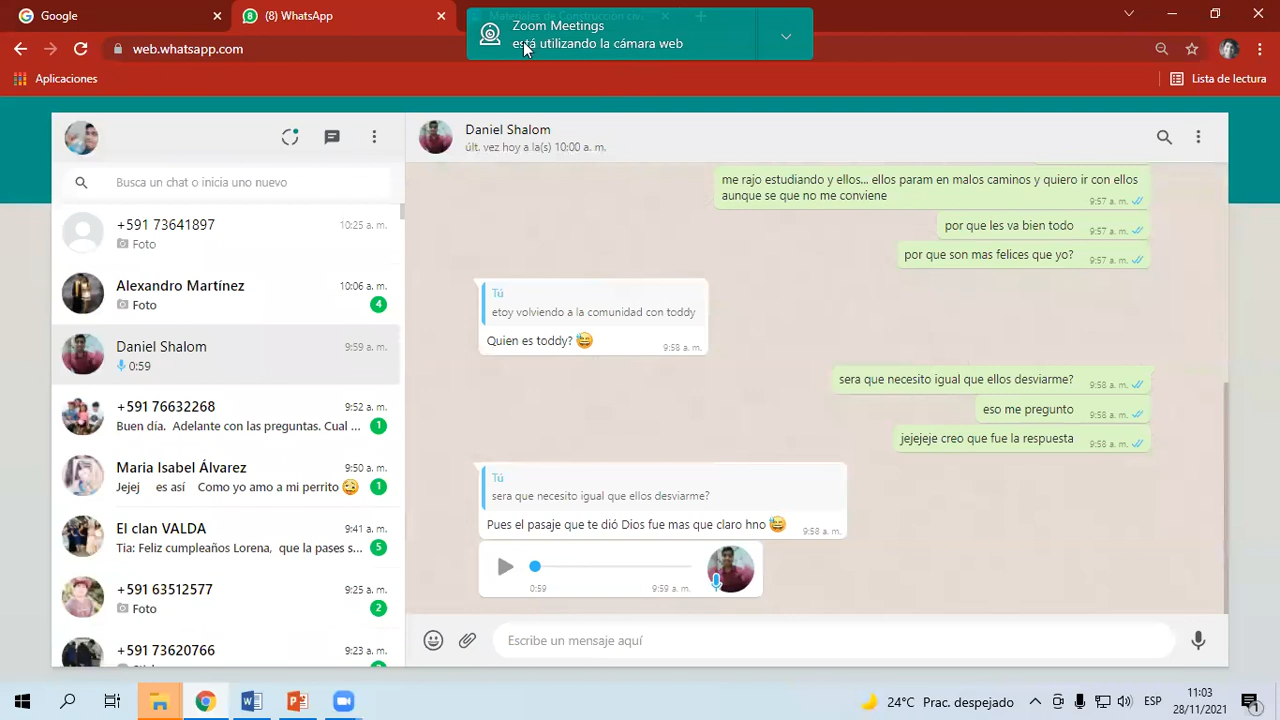 Google
(8) WhatsApp
Materiales de Construcción civi
Zoom Meetings
está utilizando la cámara web
web.whatsapp.com
Aplicaciones
Lista de lectura
Busca un chat o inicia uno nuevo
+591 73641897
10:25 a. m.
Foto
Alexandro Martínez
10:06 a. m.
Foto
4
Daniel Shalom
9:59 a. m.
0:59
+591 76632268
9:52 a. m.
Buen día. Adelante con las preguntas. Cual ...
1
Maria Isabel Álvarez
9:50 a. m.
Jejej es así Como yo amo a mi perrito
1
El clan VALDA
9:41 a. m.
Tia: Feliz cumpleaños Lorena, que la pases s...
5
+591 63512577
9:25 a. m.
Foto
2
+591 73620766
9:23 a. m.
Daniel Shalom
últ. vez hoy a la(s) 10:00 a. m.
me rajo estudiando y ellos... ellos param en malos caminos y quiero ir con ellos
aunque se que no me conviene
9:57 a. m.
por que les va bien todo
9:57 a. m.
por que son mas felices que yo?
9:57 a. m.
Tú
etoy volviendo a la comunidad con toddy
Quien es toddy?
9:58 a. m.
sera que necesito igual que ellos desviarme?
9:58 a. m.
eso me pregunto
9:58 a. m.
jejejeje creo que fue la respuesta
9:58 a. m.
Tú
sera que necesito igual que ellos desviarme?
Pues el pasaje que te dió Dios fue mas que claro hno
9:58 a. m.
0:59
9:59 a. m.
Escribe un mensaje aquí
24°C Prac. despejado
ESP
11:03
28/11/2021
1